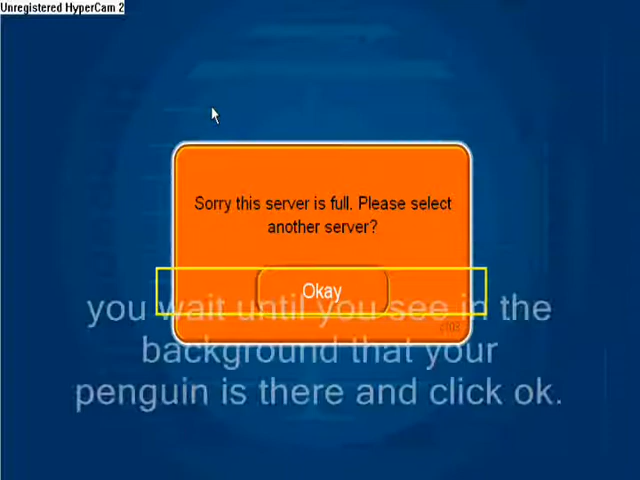 Unregistered HyperCam 2
Sorry this server is full. Please select
another server?
Okay
you wait until you see in the
background that your
penguin is there and click ok.